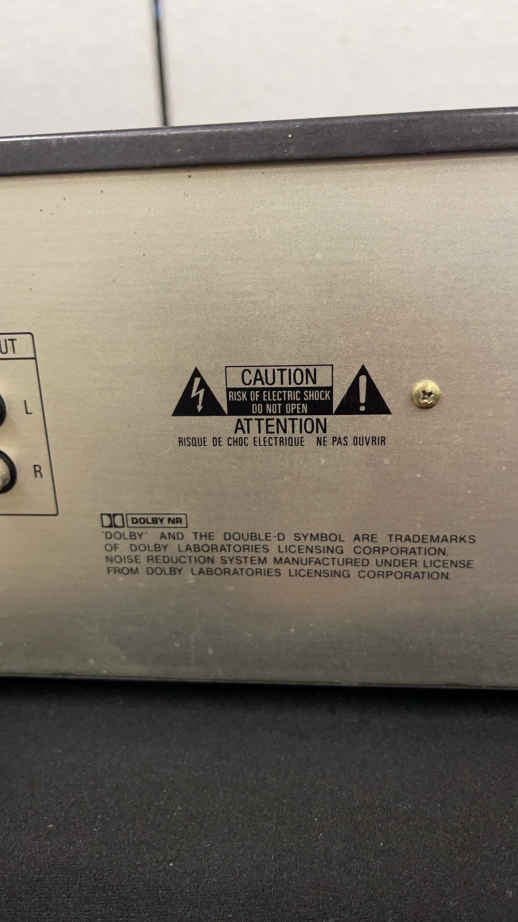 UT
L
R
CAUTION
RISK OF ELECTRIC SHOCK
DO NOT OPEN
ATTENTION
RISQUE DE CHOC ELECTRIQUE NE PAS OUVRIR
DOLBY NR
"DOLBY" AND THE DOUBLE-D SYMBOL ARE TRADEMARKS
OF DOLBY LABORATORIES LICENSING CORPORATION.
NOISE REDUCTION SYSTEM MANUFACTURED UNDER LICENSE
FROM DOLBY LABORATORIES LICENSING CORPORATION.